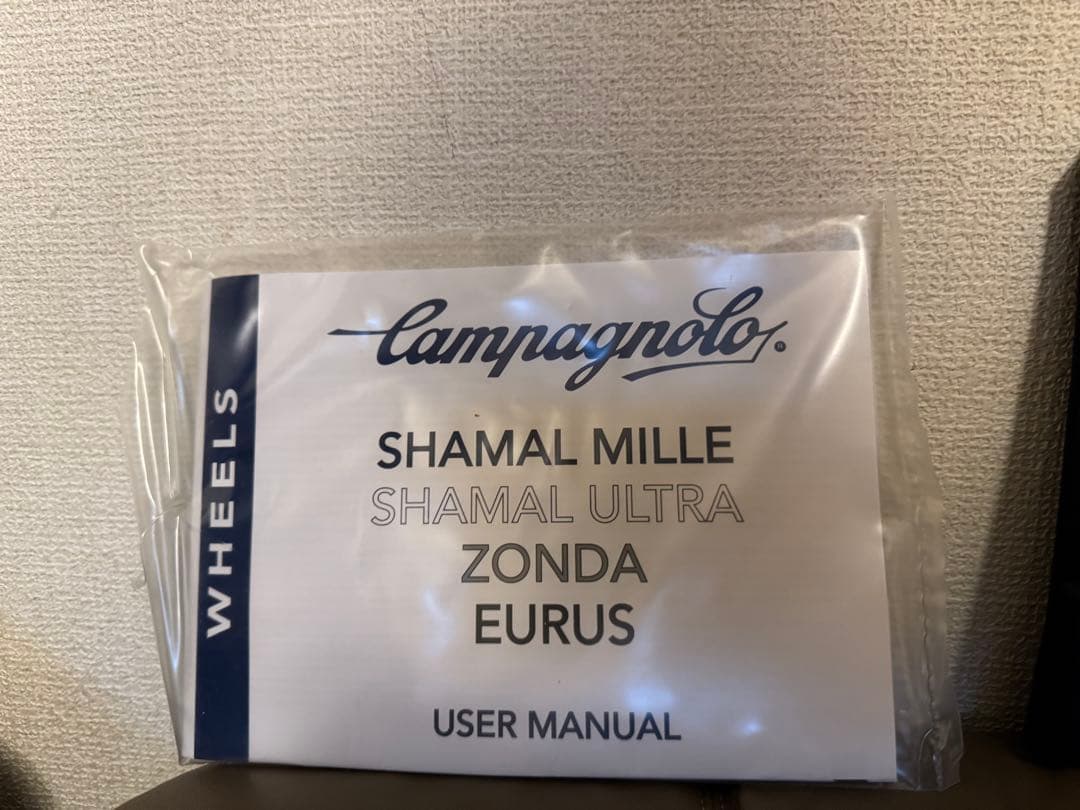 WHEELS
Campagnolo®
SHAMAL MILLE
SHAMAL ULTRA
ZONDA
EURUS
USER MANUAL